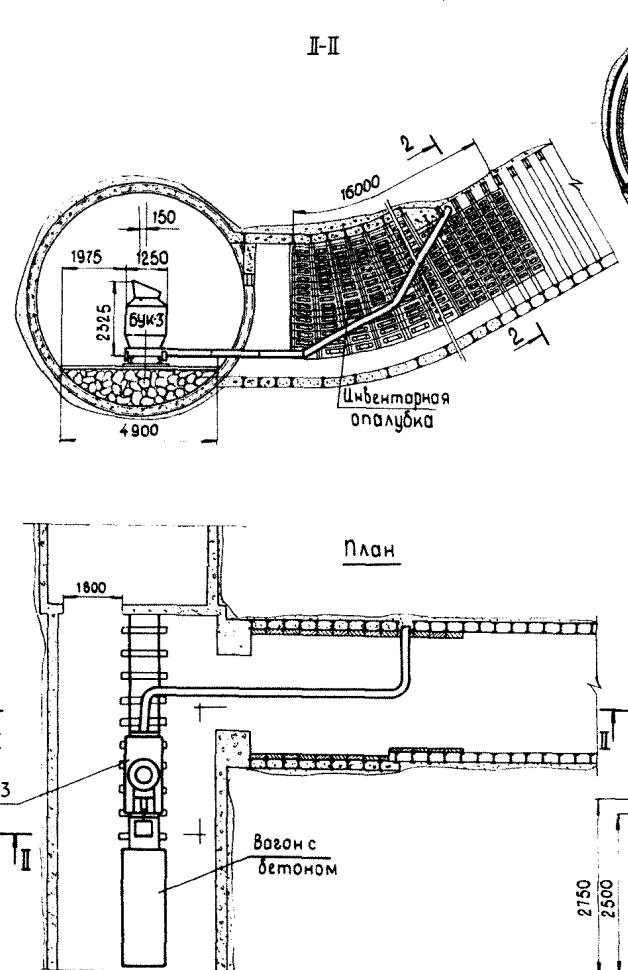 II-II
2
16000
150
1975
1250
2325
БУК-3
2
Инвентарная
опалубка
4900
План
1800
II
3
Вагон с
бетоном
II
2750
2500